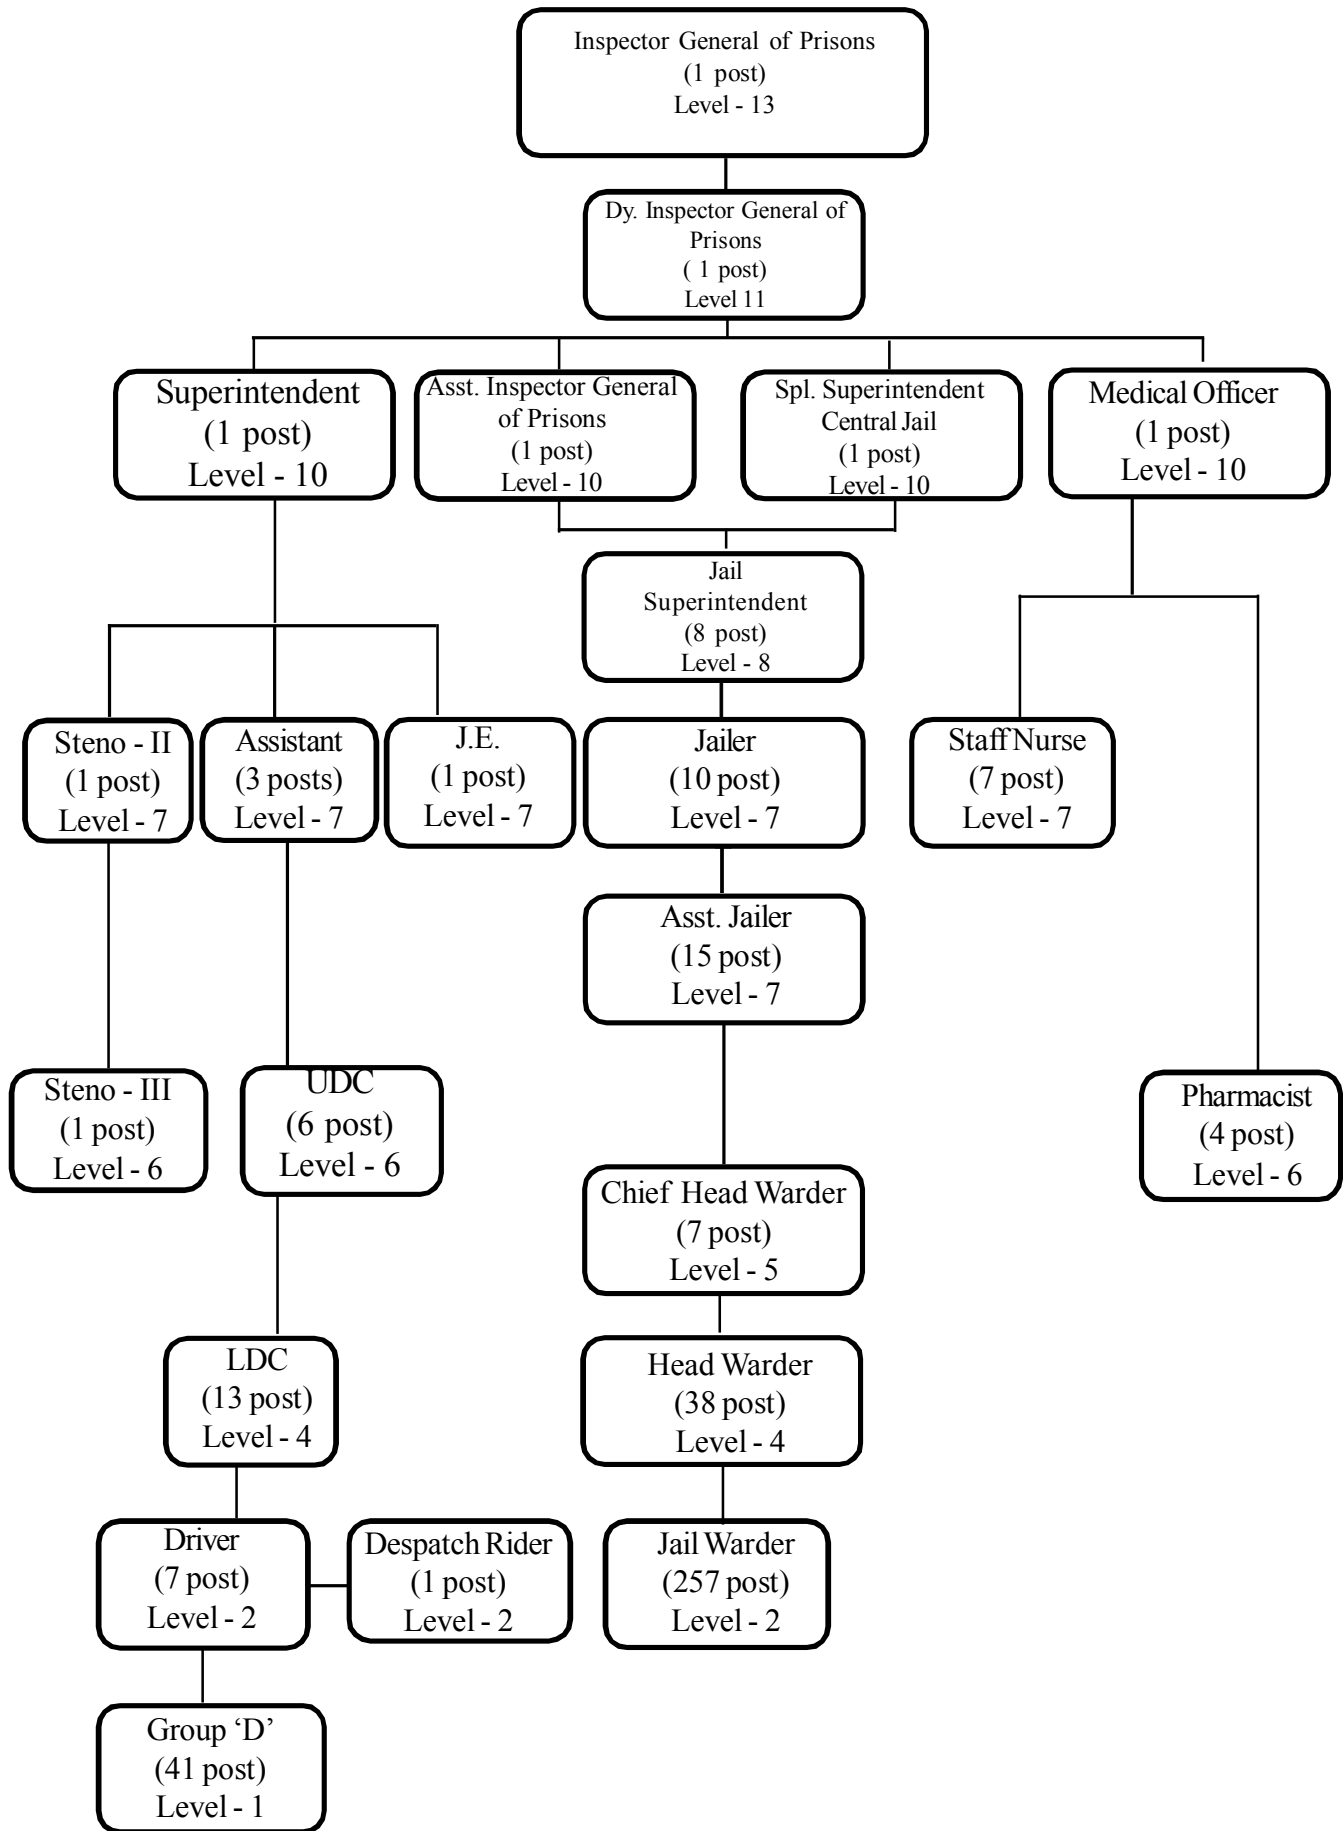 Inspector General of Prisons
(1 post)
Level - 13
Dy. Inspector General of
Prisons
( 1 post)
Level 11
Superintendent
(1 post)
Level - 10
Asst. Inspector General
of Prisons
(1 post)
Level - 10
Spl. Superintendent
Central Jail
(1 post)
Level - 10
Medical Officer
(1 post)
Level - 10
Jail
Superintendent
(8 post)
Level - 8
Steno - II
(1 post)
Level - 7
Assistant
(3 posts)
Level - 7
J.E.
(1 post)
Level - 7
Jailer
(10 post)
Level - 7
Staff Nurse
(7 post)
Level - 7
Asst. Jailer
(15 post)
Level - 7
Steno - III
(1 post)
Level - 6
UDC
(6 post)
Level - 6
Pharmacist
(4 post)
Level - 6
Chief Head Warder
(7 post)
Level - 5
LDC
(13 post)
Level - 4
Head Warder
(38 post)
Level - 4
Driver
(7 post)
Level - 2
Despatch Rider
(1 post)
Level - 2
Jail Warder
(257 post)
Level - 2
Group ‘D’
(41 post)
Level - 1